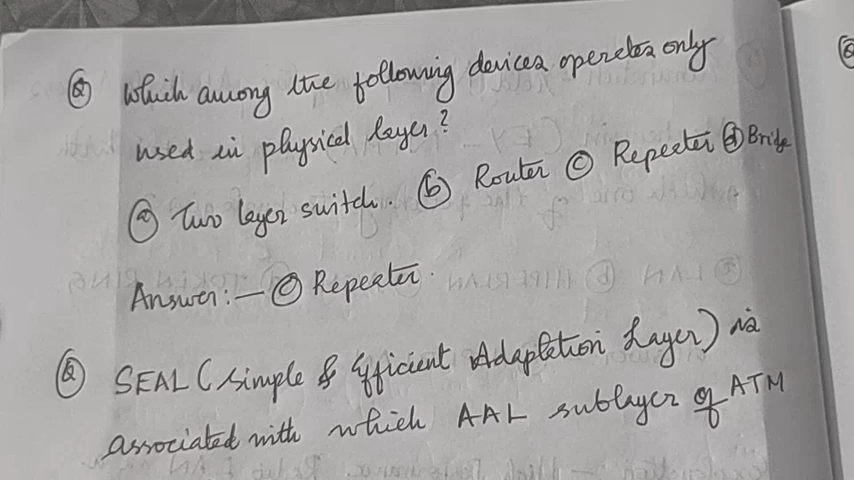 Q Which among the following devices operates only
used in physical layer?
a Two layer switch. b Router c Repeater d Bridge
Answer:— c Repeater.
Q SEAL (Simple & Efficient Adaptation Layer) is
associated with which AAL sublayer of ATM